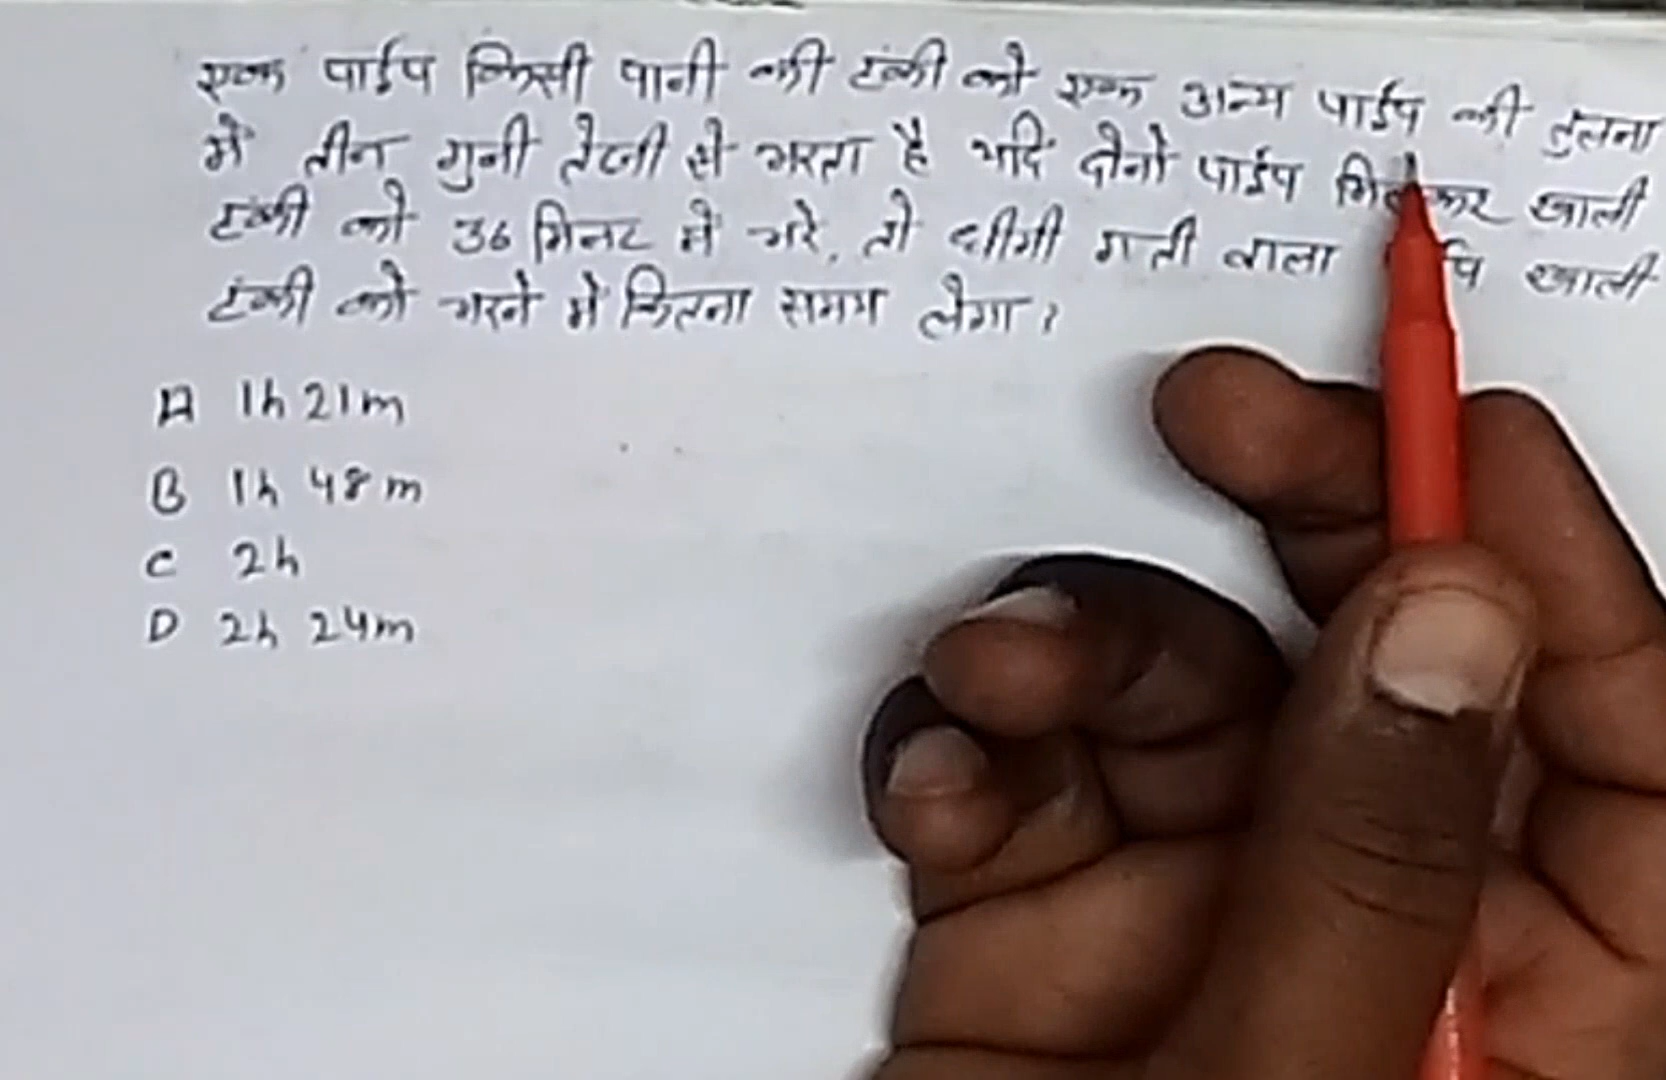 एक पाईप किसी पानी की टंकी को एक अन्य पाईप की तुलना
में तीन गुनी तेजी से भरता है यदि दोनो पाईप खाली
टंकी को 36 मिनट में भरे, तो धीमी गती वाला खाली
टंकी को भरने में कितना समय लेगा?
A 1h 21m
B 1h 48m
C 2h
D 2h 24m